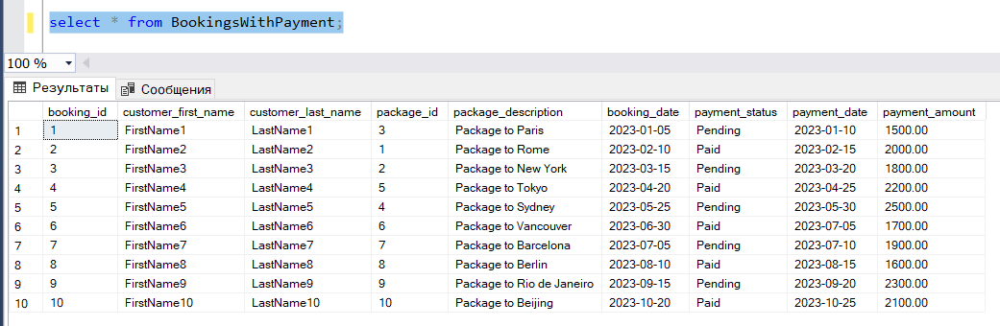 select * from BookingsWithPayment;
100 %
Результаты Сообщения
booking_id customer_first_name customer_last_name package_id package_description booking_date payment_status payment_date payment_amount
1 1 FirstName1 LastName1 3 Package to Paris 2023-01-05 Pending 2023-01-10 1500.00
2 2 FirstName2 LastName2 1 Package to Rome 2023-02-10 Paid 2023-02-15 2000.00
3 3 FirstName3 LastName3 2 Package to New York 2023-03-15 Pending 2023-03-20 1800.00
4 4 FirstName4 LastName4 5 Package to Tokyo 2023-04-20 Paid 2023-04-25 2200.00
5 5 FirstName5 LastName5 4 Package to Sydney 2023-05-25 Pending 2023-05-30 2500.00
6 6 FirstName6 LastName6 6 Package to Vancouver 2023-06-30 Paid 2023-07-05 1700.00
7 7 FirstName7 LastName7 7 Package to Barcelona 2023-07-05 Pending 2023-07-10 1900.00
8 8 FirstName8 LastName8 8 Package to Berlin 2023-08-10 Paid 2023-08-15 1600.00
9 9 FirstName9 LastName9 9 Package to Rio de Janeiro 2023-09-15 Pending 2023-09-20 2300.00
10 10 FirstName10 LastName10 10 Package to Beijing 2023-10-20 Paid 2023-10-25 2100.00